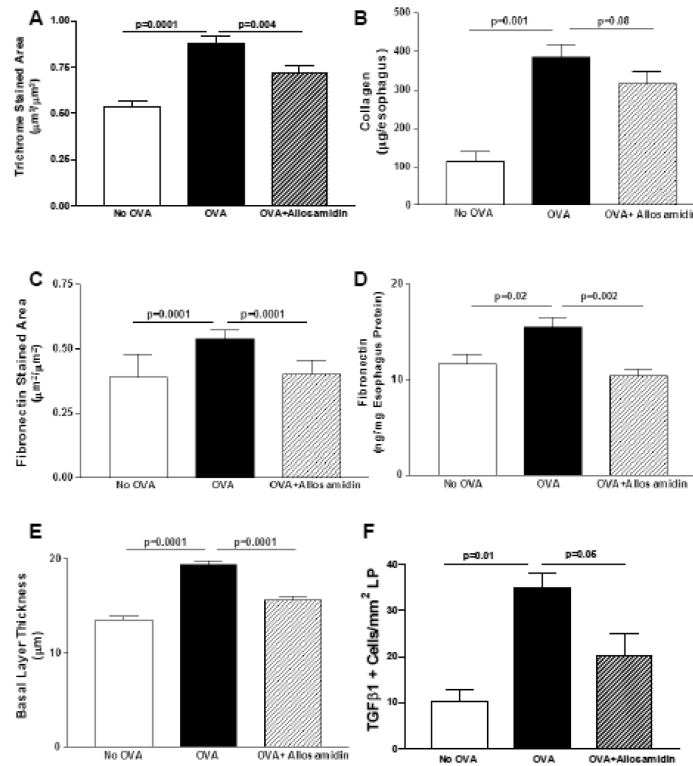 A
p=0.0001 p=0.004
Trichrome Stained Area
(µm²/µm²)
1.00
0.75
0.50
0.25
0.00
No OVA OVA OVA+Allosamidin
B
p=0.001 p=0.08
Collagen
(µg/esophagus)
500
400
300
200
100
0
No OVA OVA OVA+ Allosamidin
C
p=0.0001 p=0.0001
Fibronectin Stained Area
(µm²/µm²)
0.75
0.50
0.25
0.00
No OVA OVA OVA+Allosamidin
D
p=0.02 p=0.002
Fibronectin
(ng/mg Esophagus Protein)
20
10
0
No OVA OVA OVA+Allosamidin
E
p=0.0001 p=0.0001
Basal Layer Thickness
(µm)
20
10
0
No OVA OVA OVA+Allosamidin
F
p=0.01 p=0.05
TGFβ1 + Cells/mm² LP
40
30
20
10
0
No OVA OVA OVA+Allosamidin